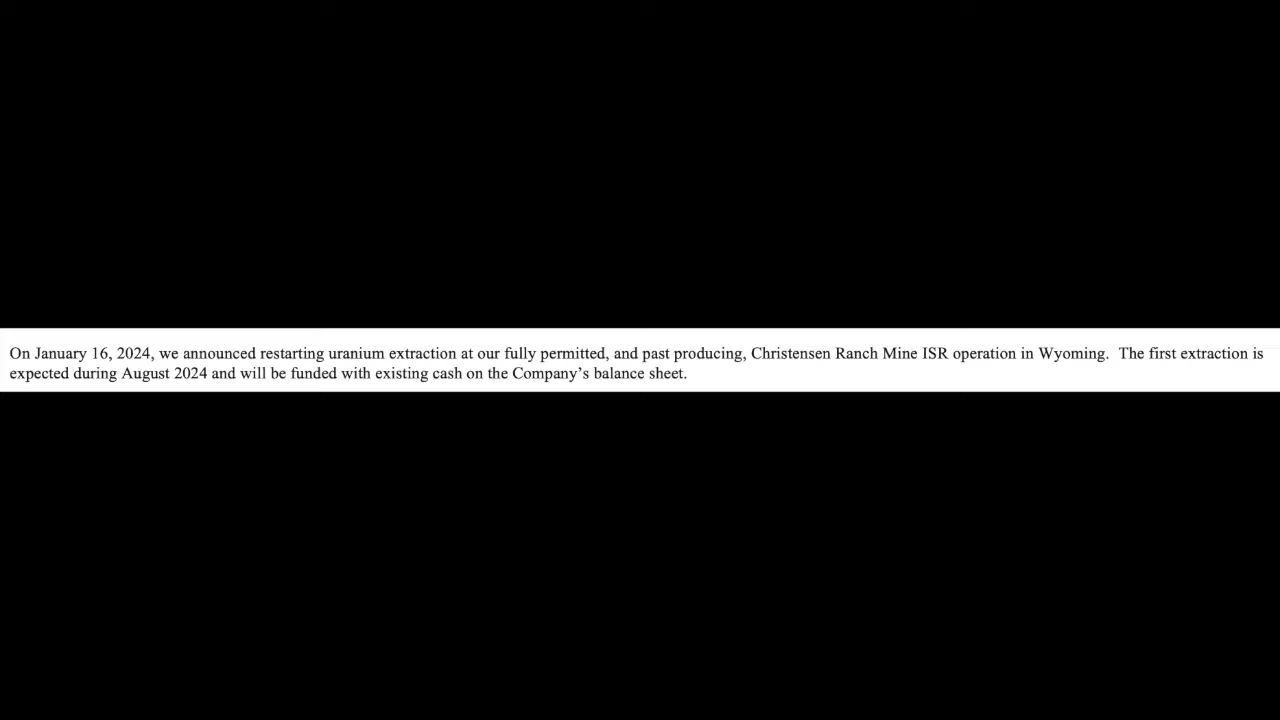 On January 16, 2024, we announced restarting uranium extraction at our fully permitted, and past producing, Christensen Ranch Mine ISR operation in Wyoming.  The first extraction is
expected during August 2024 and will be funded with existing cash on the Company’s balance sheet.